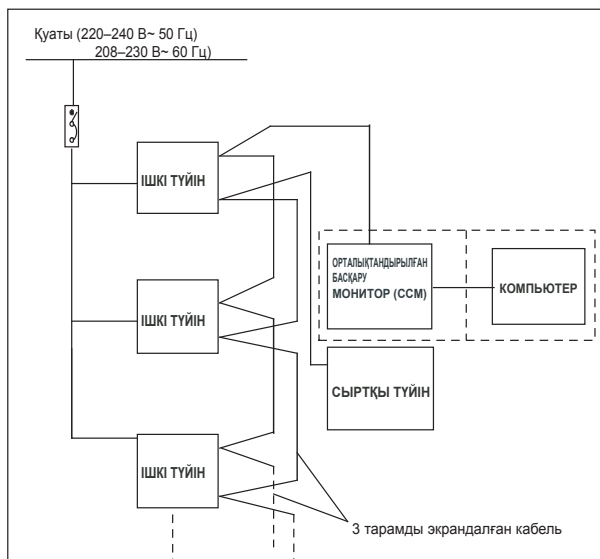 Қуаты (220–240 В~ 50 Гц)
208–230 В~ 60 Гц)
ІШКІ ТҮЙІН
ОРТАЛЫҚТАНДЫРЫЛҒАН
БАСҚАРУ
МОНИТОР (CCM)
КОМПЬЮТЕР
ІШКІ ТҮЙІН
СЫРТҚЫ ТҮЙІН
ІШКІ ТҮЙІН
3 тарамды экрандалған кабель